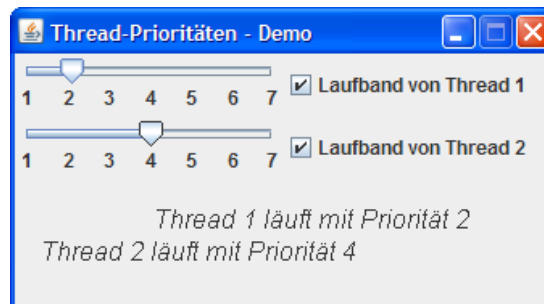 Thread-Prioritäten - Demo
1 2 3 4 5 6 7
Laufband von Thread 1
1 2 3 4 5 6 7
Laufband von Thread 2
Thread 1 läuft mit Priorität 2
Thread 2 läuft mit Priorität 4